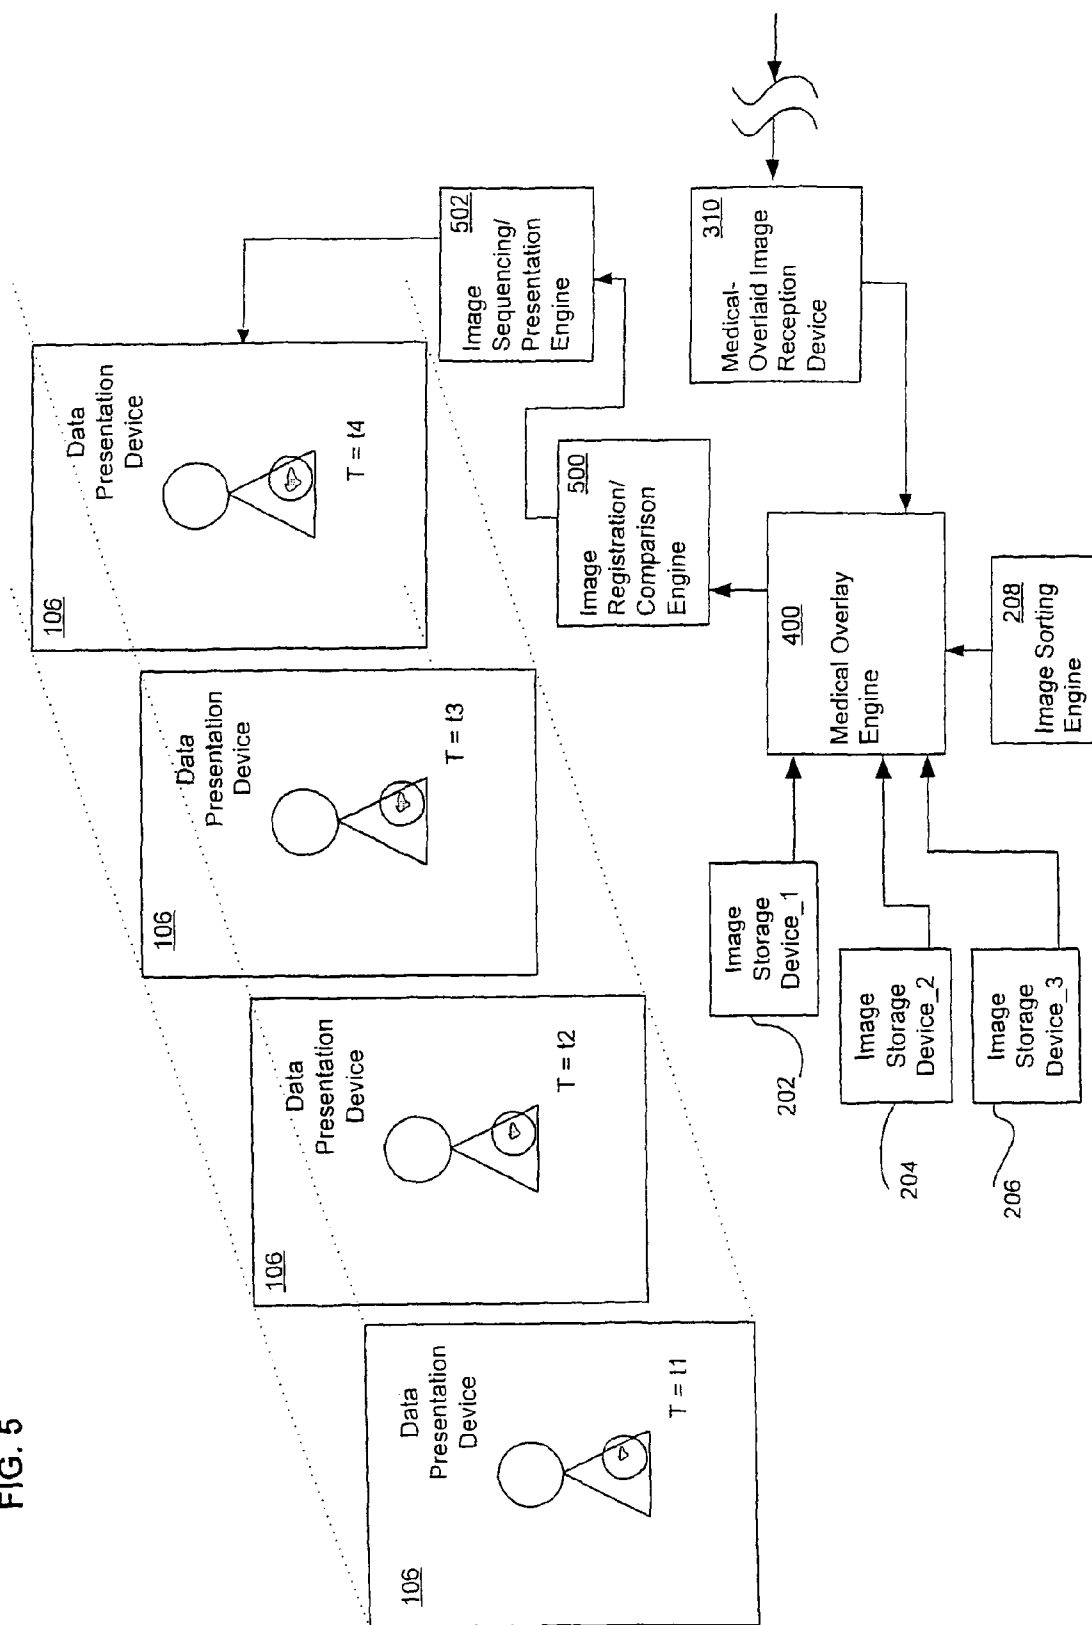 FIG. 5
106
Data
Presentation
Device
T = t1
106
Data
Presentation
Device
T = t2
106
Data
Presentation
Device
T = t3
106
Data
Presentation
Device
T = t4
502
Image
Sequencing/
Presentation
Engine
500
Image
Registration/
Comparison
Engine
310
Medical-
Overlaid Image
Reception
Device
400
Medical Overlay
Engine
208
Image Sorting
Engine
Image
Storage
Device_1
202
Image
Storage
Device_2
204
Image
Storage
Device_3
206